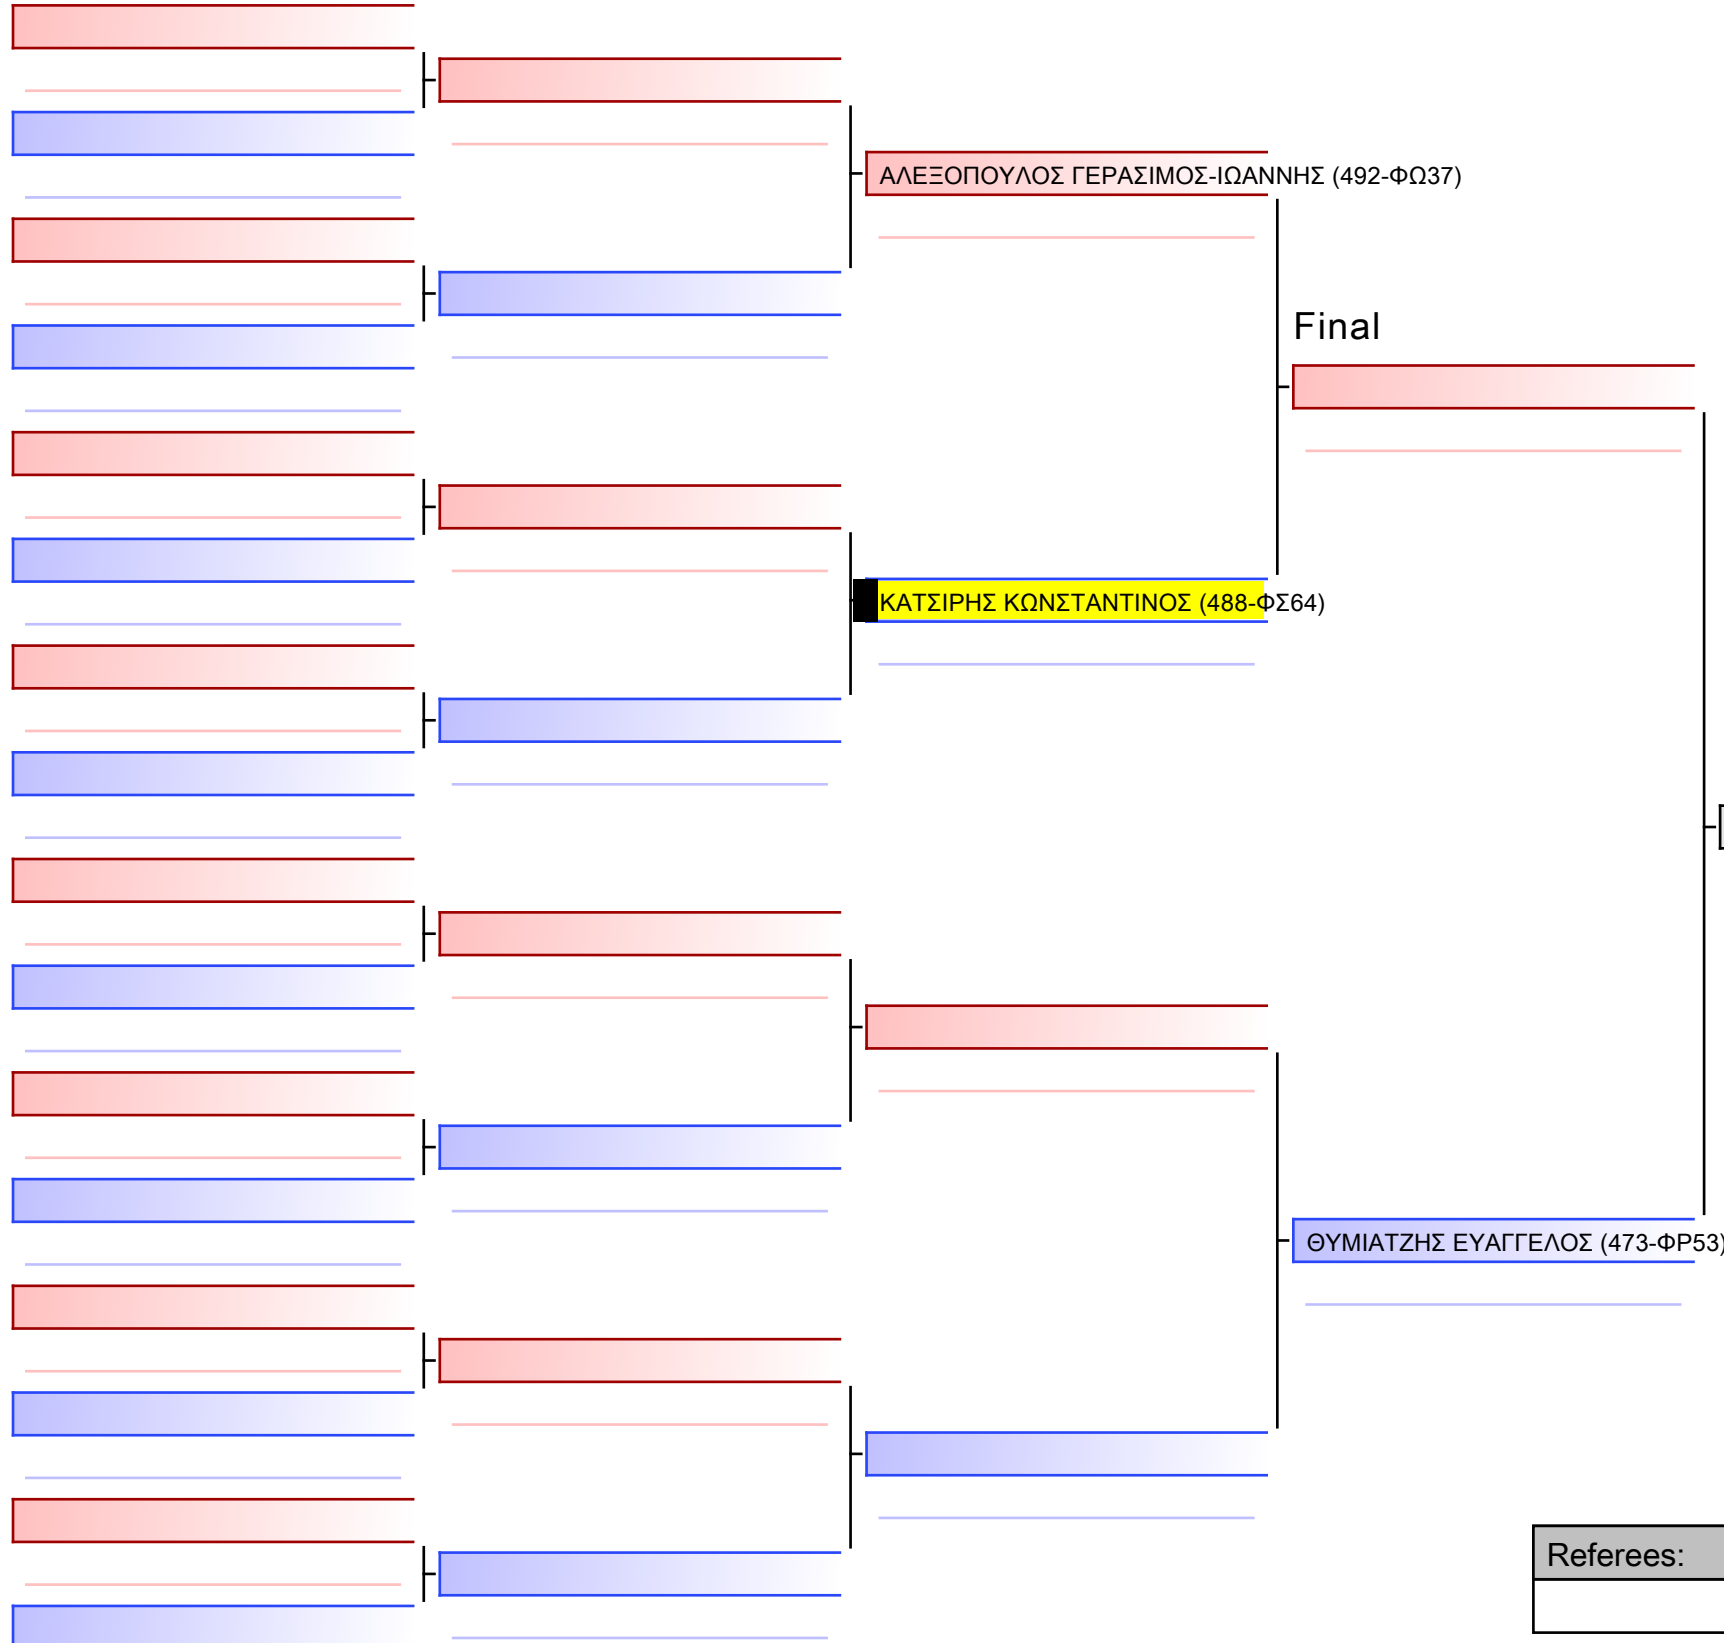 ΑΛΕΞΟΠΟΥΛΟΣ ΓΕΡΑΣΙΜΟΣ-ΙΩΑΝΝΗΣ (492-ΦΩ37)
Final
ΚΑΤΣΙΡΗΣ ΚΩΝΣΤΑΝΤΙΝΟΣ (488-ΦΣ64)
ΘΥΜΙΑΤΖΗΣ ΕΥΑΓΓΕΛΟΣ (473-ΦΡ53)
Referees: